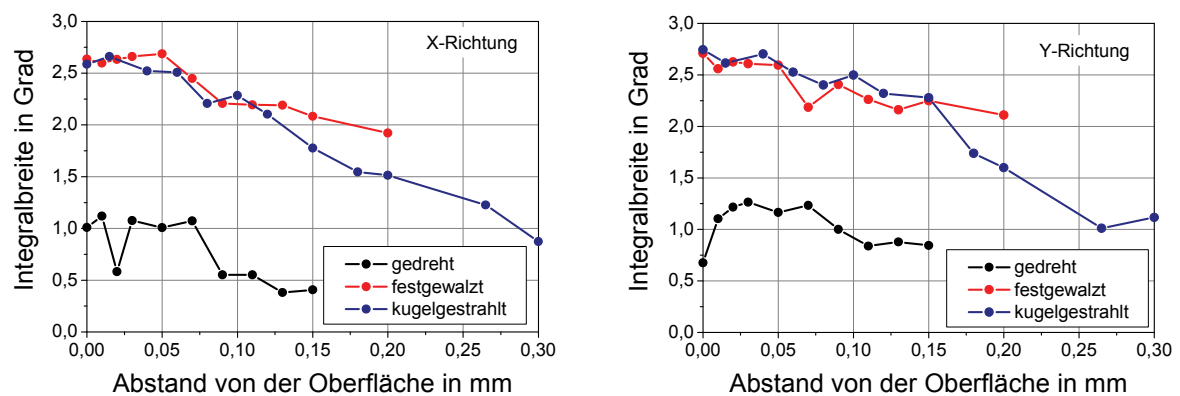 X-Richtung
Integralbreite in Grad
3,0
2,5
2,0
1,5
1,0
0,5
0,0
gedreht
festgewalzt
kugelgestrahlt
0,00 0,05 0,10 0,15 0,20 0,25 0,30
Abstand von der Oberfläche in mm
Y-Richtung
Integralbreite in Grad
3,0
2,5
2,0
1,5
1,0
0,5
0,0
gedreht
festgewalzt
kugelgestrahlt
0,00 0,05 0,10 0,15 0,20 0,25 0,30
Abstand von der Oberfläche in mm